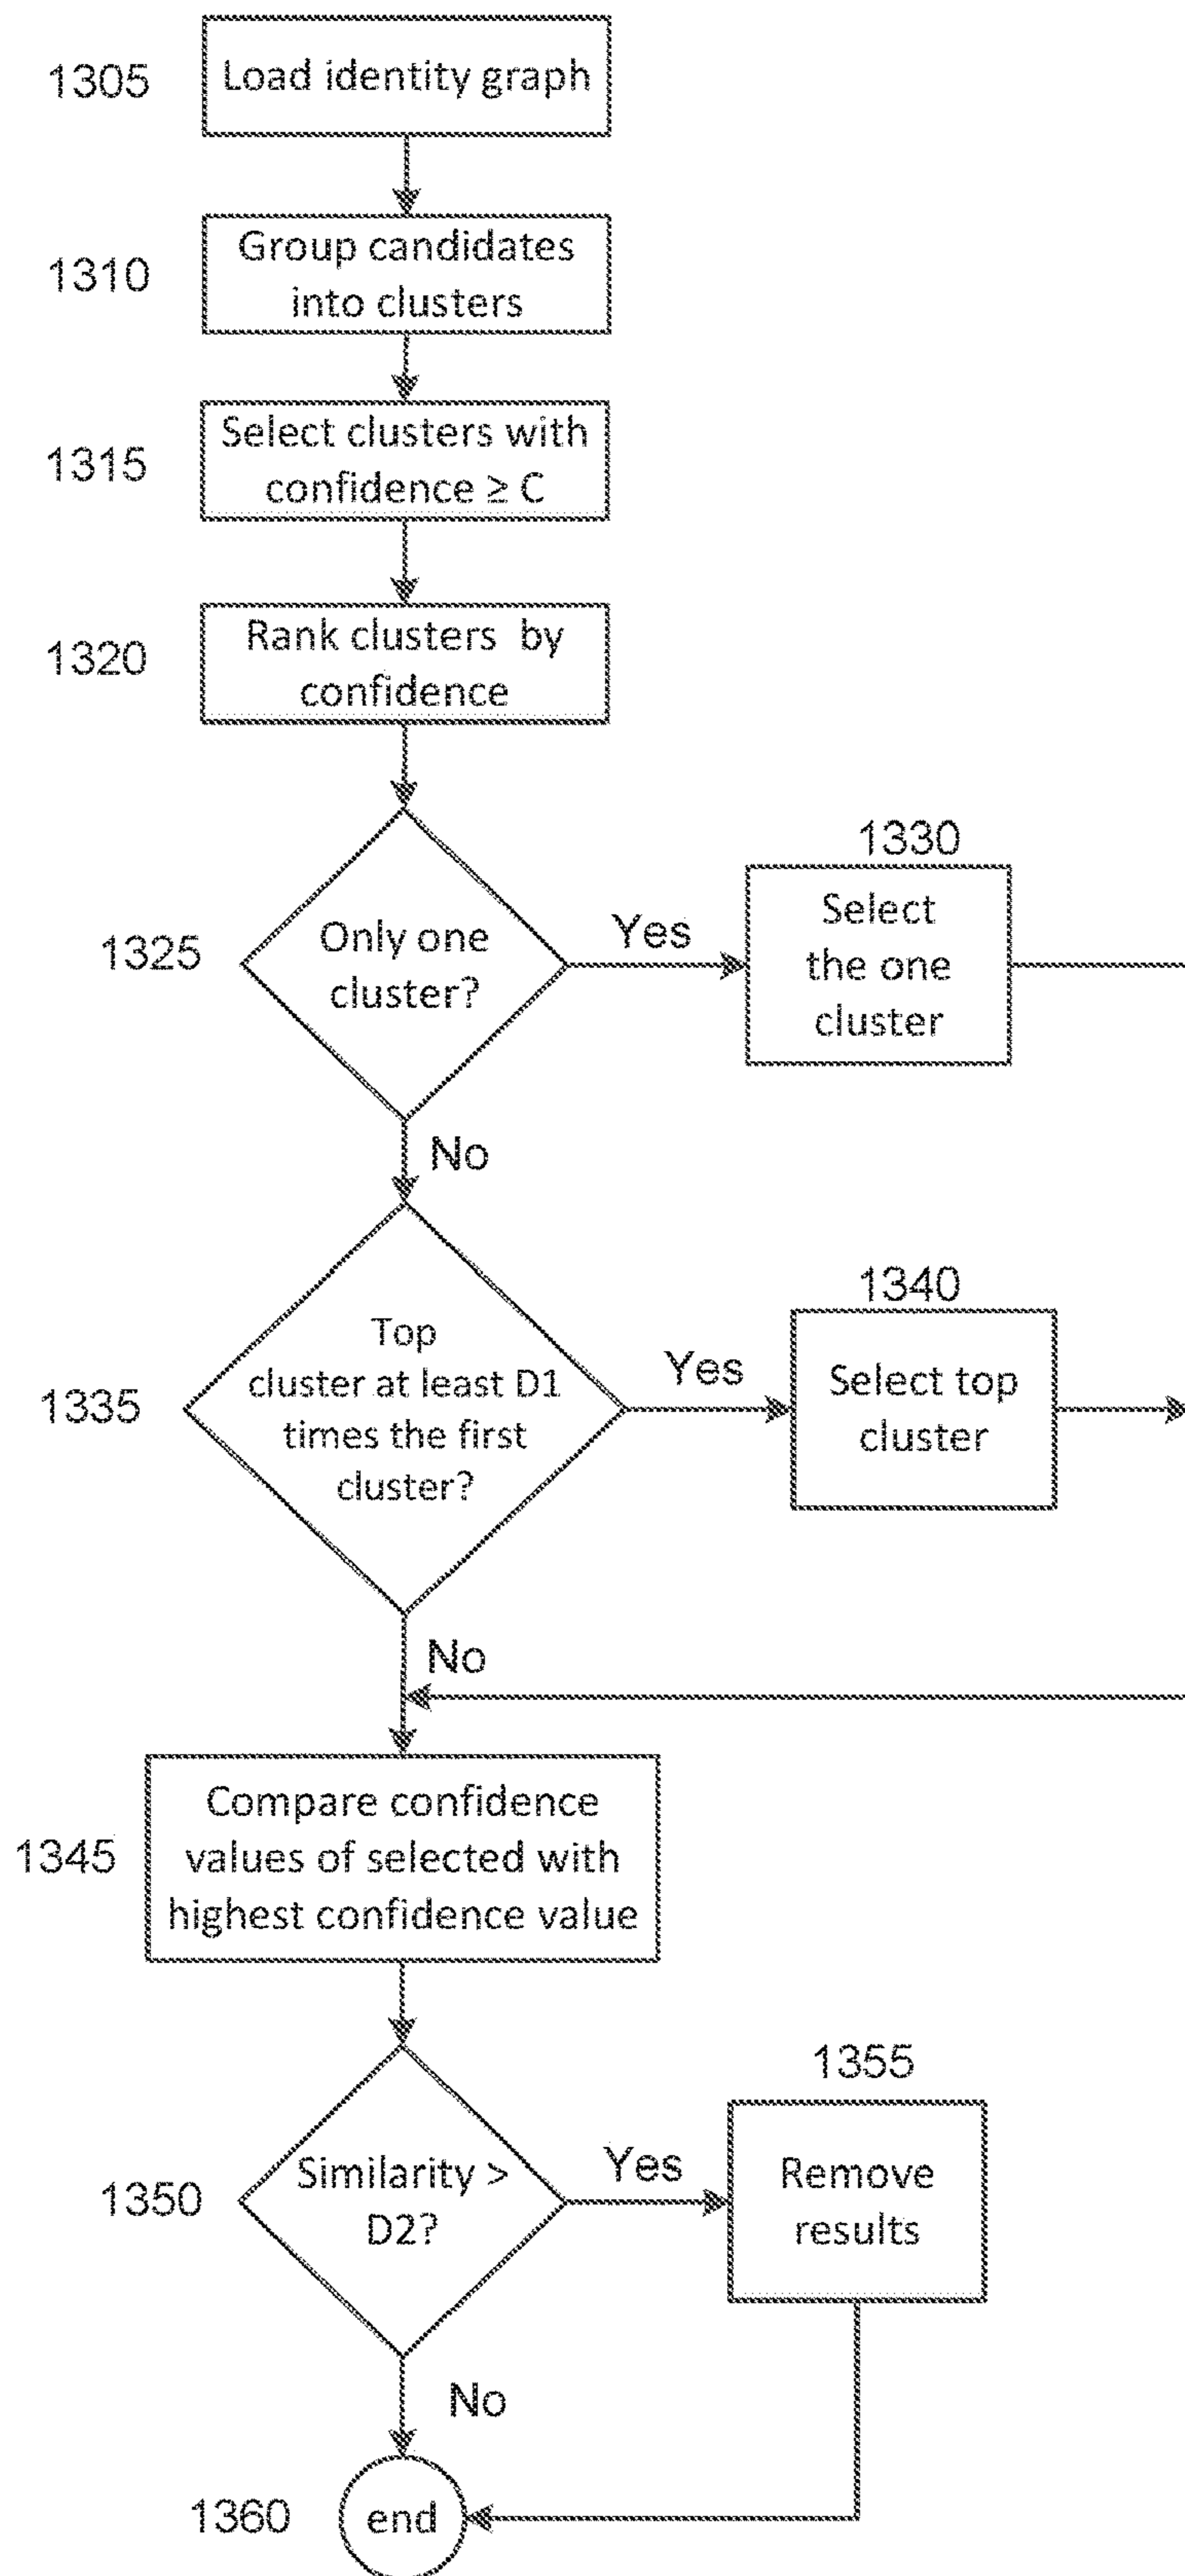 1305
Load identity graph
1310
Group candidates
into clusters
1315
Select clusters with
confidence ≥ C
1320
Rank clusters by
confidence
1325
Only one
cluster?
Yes
1330
Select
the one
cluster
No
1335
Top
cluster at least D1
times the first
cluster?
Yes
1340
Select top
cluster
No
1345
Compare confidence
values of selected with
highest confidence value
1350
Similarity >
D2?
Yes
1355
Remove
results
No
1360
end